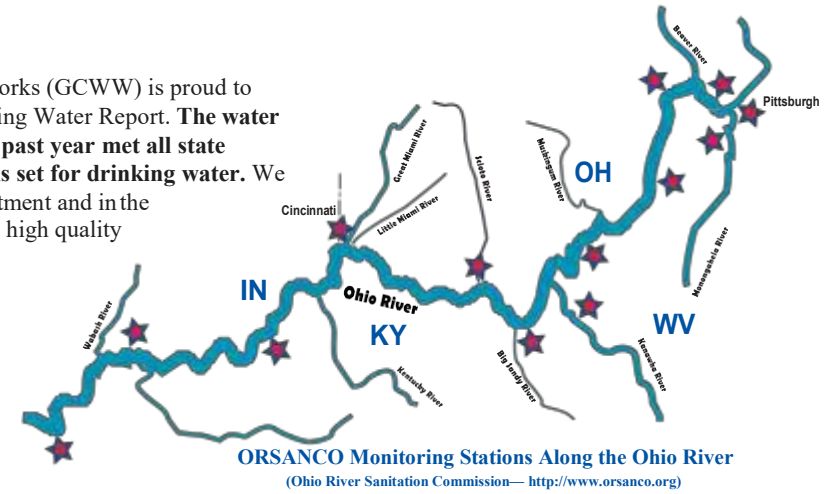 orks (GCWW) is proud to
ing Water Report. The water
past year met all state
s set for drinking water. We
tment and in the
high quality
Beaver River
Pittsburgh
Great Miami River
Scioto River
Muskingum River
OH
Cincinnati
Little Miami River
Monongahela River
IN
Ohio River
WV
Wabash River
KY
Kanawha River
Big Sandy River
Kentucky River
ORSANCO Monitoring Stations Along the Ohio River
(Ohio River Sanitation Commission— http://www.orsanco.org)